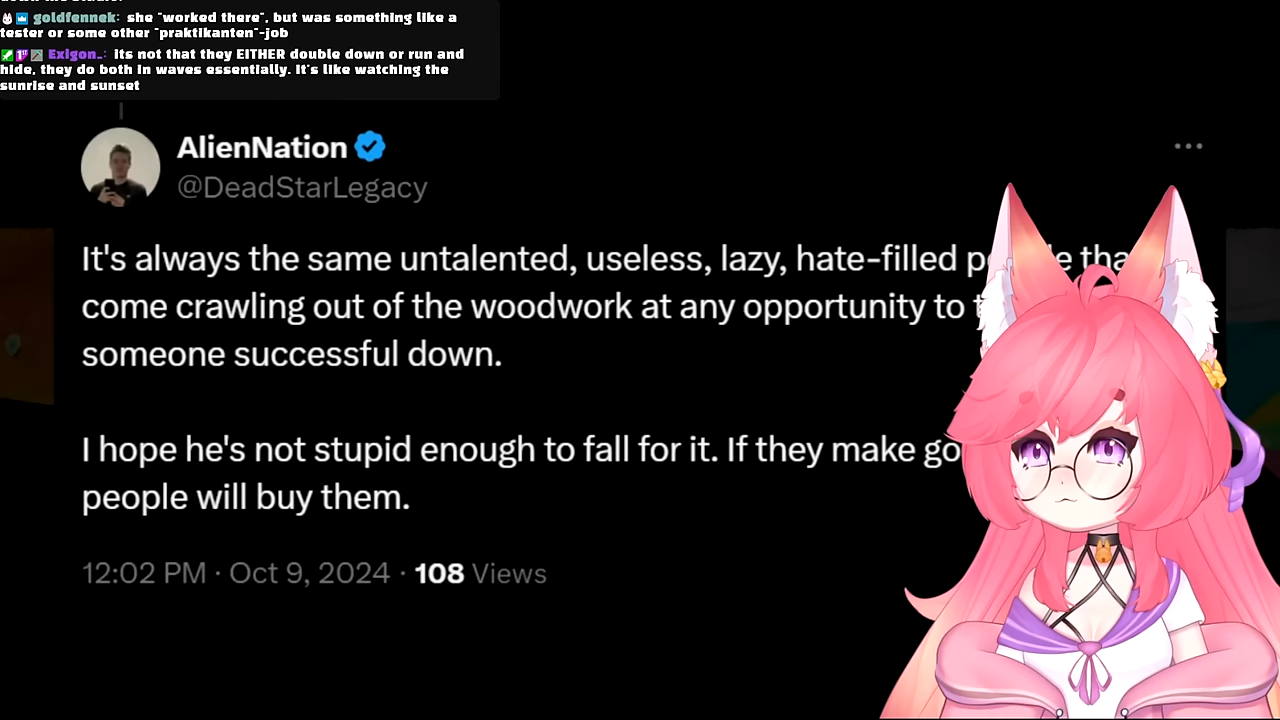 goldfennek: she "worked there", but was something like a
tester or some other "praktikanten"-job
Exigon_: its not that they EITHER double down or run and
hide, they do both in waves essentially. It's like watching the
sunrise and sunset
AlienNation
@DeadStarLegacy
It's always the same untalented, useless, lazy, hate-filled
come crawling out of the woodwork at any opportunity to
someone successful down.
I hope he's not stupid enough to fall for it. If they make
people will buy them.
12:02 PM · Oct 9, 2024 · 108 Views